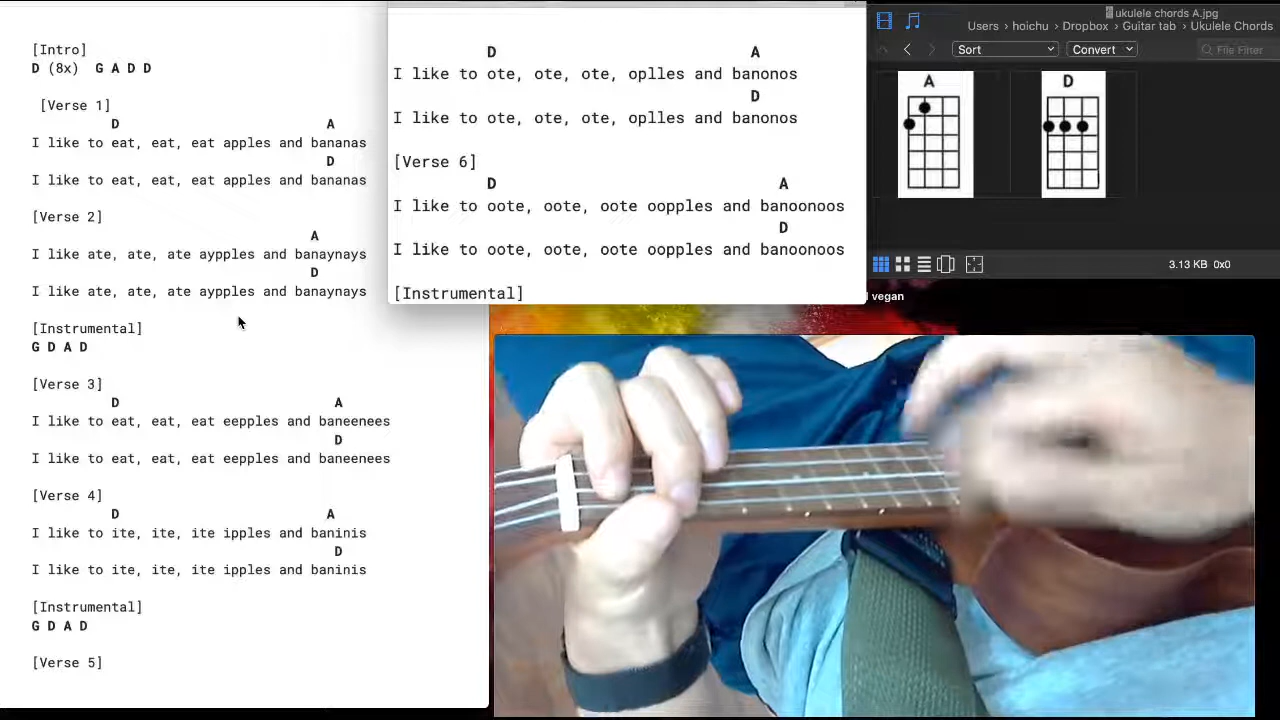 [Intro]
D (8x)  G A D D
[Verse 1]
D A
I like to eat, eat, eat apples and bananas
D
I like to eat, eat, eat apples and bananas
[Verse 2]
A
I like ate, ate, ate aypples and banaynays
D
I like ate, ate, ate aypples and banaynays
[Instrumental]
G D A D
[Verse 3]
D A
I like to eat, eat, eat eepples and baneenees
D
I like to eat, eat, eat eepples and baneenees
[Verse 4]
D A
I like to ite, ite, ite ipples and baninis
D
I like to ite, ite, ite ipples and baninis
[Instrumental]
G D A D
[Verse 5]
D A
I like to ote, ote, ote, oplles and banonos
D
I like to ote, ote, ote, oplles and banonos
[Verse 6]
D A
I like to oote, oote, oote oopples and banoonoos
D
I like to oote, oote, oote oopples and banoonoos
[Instrumental]
ukulele chords A.jpg
Users › hoichu › Dropbox › Guitar tab › Ukulele Chords
Sort Convert File Filter
A D
3.13 KB 0x0
vegan